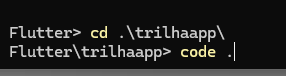 Flutter> cd .\trilhaapp\
Flutter\trilhaapp> code .